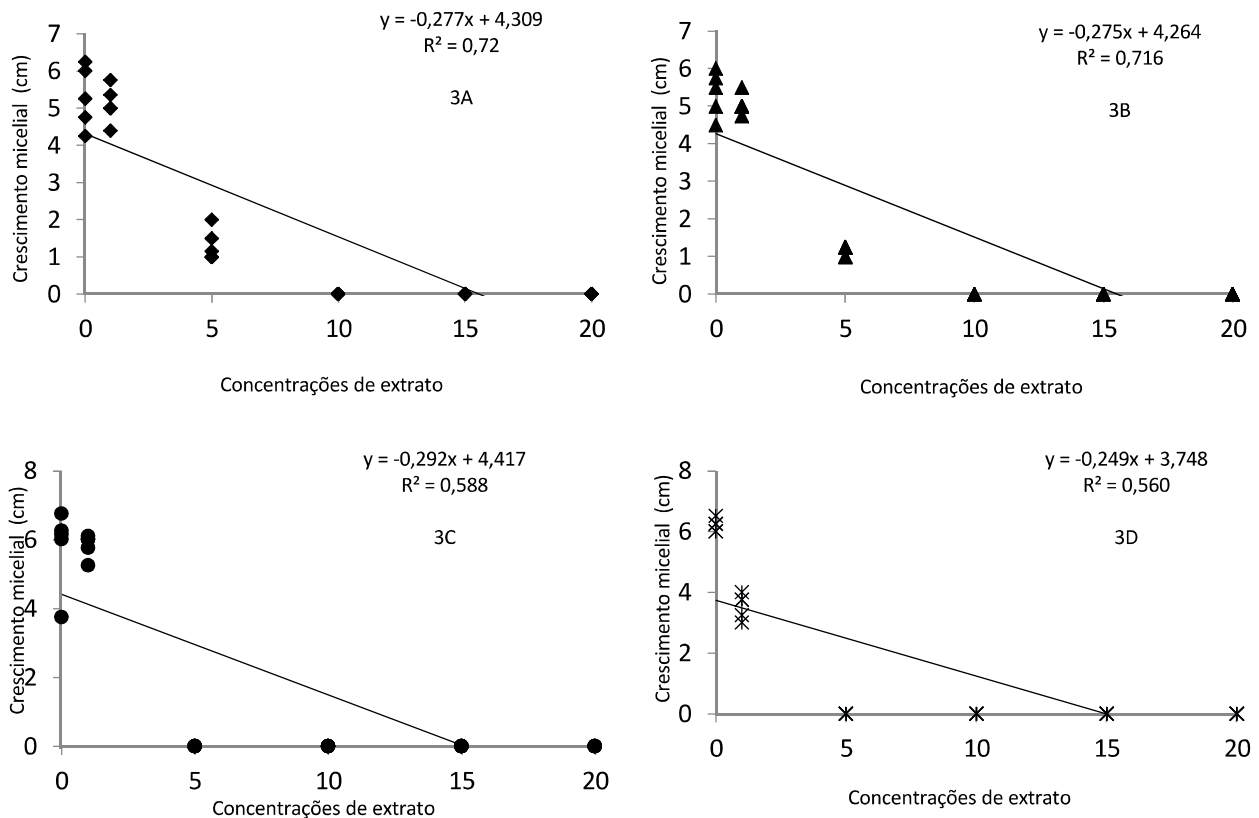 y = -0,277x + 4,309
R² = 0,72
3A
Crescimento micelial (cm)
7
6
5
4
3
2
1
0
0 5 10 15 20
Concentrações de extrato
y = -0,275x + 4,264
R² = 0,716
3B
Crescimento micelial (cm)
7
6
5
4
3
2
1
0
0 5 10 15 20
Concentrações de extrato
y = -0,292x + 4,417
R² = 0,588
3C
Crescimento micelial (cm)
8
6
4
2
0
0 5 10 15 20
Concentrações de extrato
y = -0,249x + 3,748
R² = 0,560
3D
Crescimento micelial (cm)
8
6
4
2
0
0 5 10 15 20
Concentrações de extrato